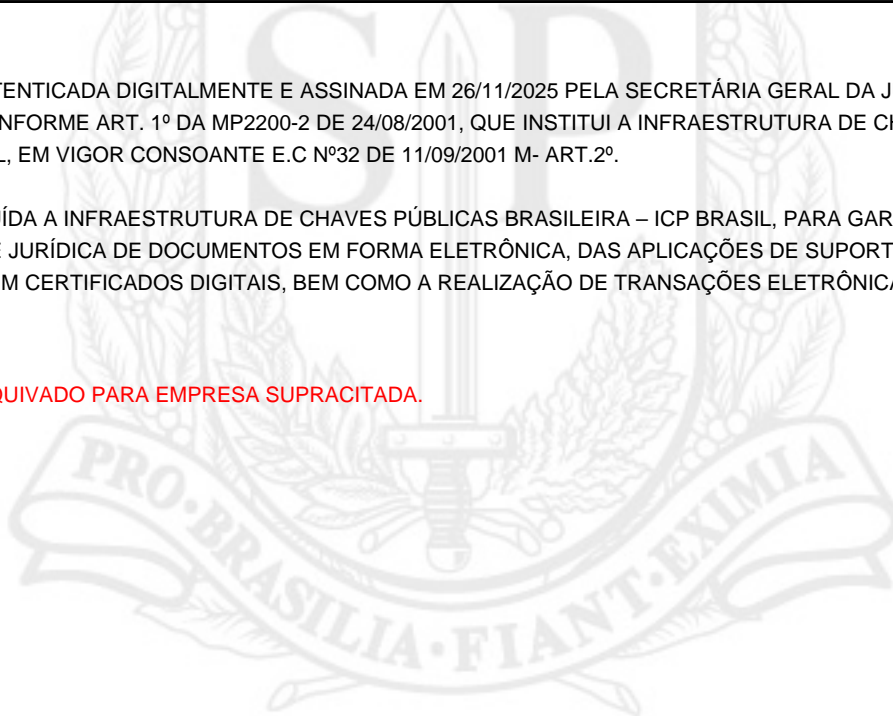 TENTICADA DIGITALMENTE E ASSINADA EM 26/11/2025 PELA SECRETÁRIA GERAL DA J
NFORME ART. 1º DA MP2200-2 DE 24/08/2001, QUE INSTITUI A INFRAESTRUTURA DE CH
L, EM VIGOR CONSOANTE E.C Nº32 DE 11/09/2001 M- ART.2º.
UÍDA A INFRAESTRUTURA DE CHAVES PÚBLICAS BRASILEIRA – ICP BRASIL, PARA GAR
E JURÍDICA DE DOCUMENTOS EM FORMA ELETRÔNICA, DAS APLICAÇÕES DE SUPORT
M CERTIFICADOS DIGITAIS, BEM COMO A REALIZAÇÃO DE TRANSAÇÕES ELETRÔNICA
QUIVADO PARA EMPRESA SUPRACITADA.
SP
PRO·BRASILIA·FIANT·EXIMIA